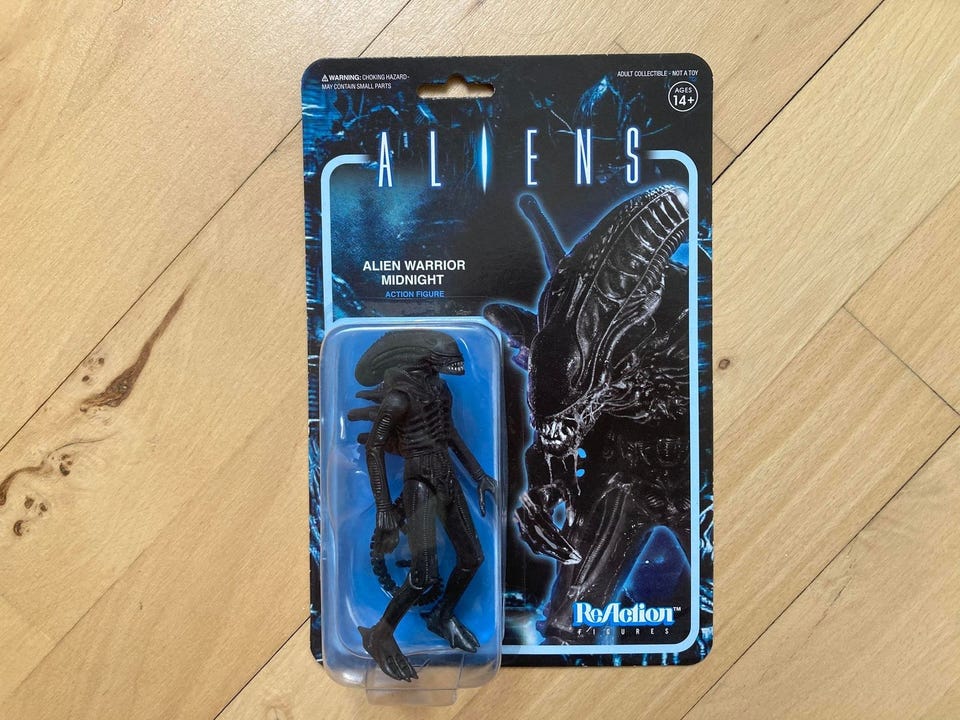 ⚠ WARNING: CHOKING HAZARD -
MAY CONTAIN SMALL PARTS
ADULT COLLECTIBLE - NOT A TOY
AGES
14+
ALIENS
ALIEN WARRIOR
MIDNIGHT
ACTION FIGURE
ReAction™
FIGURES